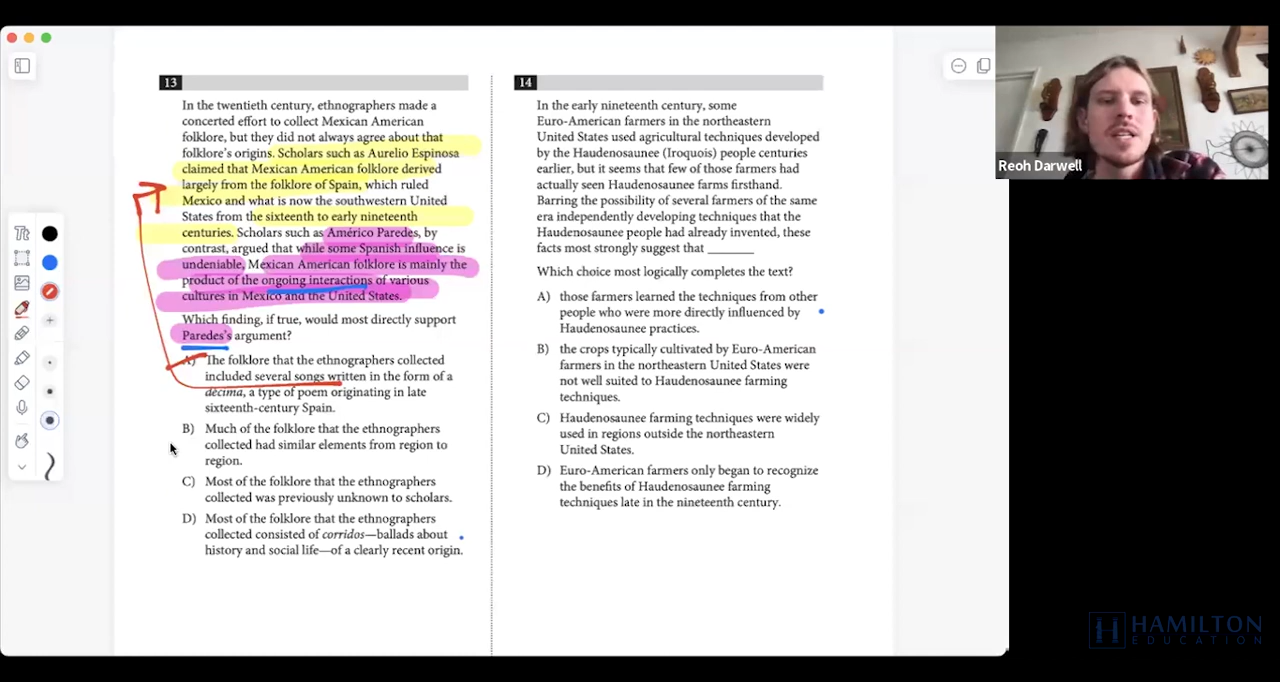 13
In the twentieth century, ethnographers made a
concerted effort to collect Mexican American
folklore, but they did not always agree about that
folklore's origins. Scholars such as Aurelio Espinosa
claimed that Mexican American folklore derived
largely from the folklore of Spain, which ruled
Mexico and what is now the southwestern United
States from the sixteenth to early nineteenth
centuries. Scholars such as Américo Paredes, by
contrast, argued that while some Spanish influence is
undeniable, Mexican American folklore is mainly the
product of the ongoing interactions of various
cultures in Mexico and the United States.
Which finding, if true, would most directly support
Paredes's argument?
A) The folklore that the ethnographers collected
included several songs written in the form of a
décima, a type of poem originating in late
sixteenth-century Spain.
B) Much of the folklore that the ethnographers
collected had similar elements from region to
region.
C) Most of the folklore that the ethnographers
collected was previously unknown to scholars.
D) Most of the folklore that the ethnographers
collected consisted of corridos—ballads about
history and social life—of a clearly recent origin.
14
In the early nineteenth century, some
Euro-American farmers in the northeastern
United States used agricultural techniques developed
by the Haudenosaunee (Iroquois) people centuries
earlier, but it seems that few of those farmers had
actually seen Haudenosaunee farms firsthand.
Barring the possibility of several farmers of the same
era independently developing techniques that the
Haudenosaunee people had already invented, these
facts most strongly suggest that ______
Which choice most logically completes the text?
A) those farmers learned the techniques from other
people who were more directly influenced by
Haudenosaunee practices.
B) the crops typically cultivated by Euro-American
farmers in the northeastern United States were
not well suited to Haudenosaunee farming
techniques.
C) Haudenosaunee farming techniques were widely
used in regions outside the northeastern
United States.
D) Euro-American farmers only began to recognize
the benefits of Haudenosaunee farming
techniques late in the nineteenth century.
Reoh Darwell
HAMILTON
EDUCATION